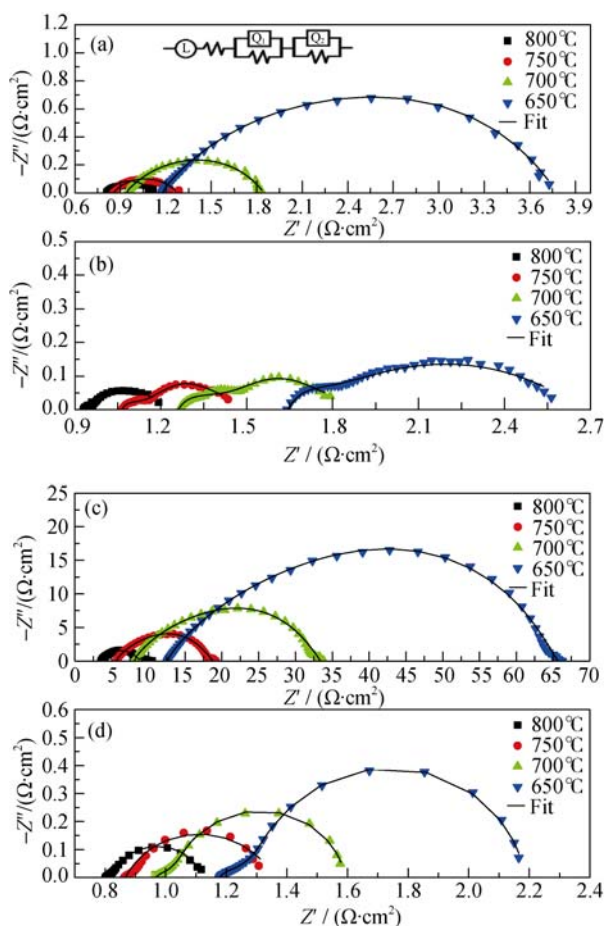 (a)
L
Q₁
Q₂
800℃
750℃
700℃
650℃
Fit
1.2
1.0
0.8
0.6
0.4
0.2
0.0
-Z″/(Ω·cm²)
0.6 0.9 1.2 1.5 1.8 2.1 2.4 2.7 3.0 3.3 3.6 3.9
Z′ / (Ω·cm²)
(b)
800℃
750℃
700℃
650℃
Fit
0.5
0.4
0.3
0.2
0.1
0.0
-Z″/(Ω·cm²)
0.9 1.2 1.5 1.8 2.1 2.4 2.7
Z′ / (Ω·cm²)
(c)
800℃
750℃
700℃
650℃
Fit
25
20
15
10
5
0
-Z″/(Ω·cm²)
0 5 10 15 20 25 30 35 40 45 50 55 60 65 70
Z′ / (Ω·cm²)
(d)
800℃
750℃
700℃
650℃
Fit
0.6
0.5
0.4
0.3
0.2
0.1
0.0
-Z″/(Ω·cm²)
0.8 1.0 1.2 1.4 1.6 1.8 2.0 2.2 2.4
Z′ / (Ω·cm²)